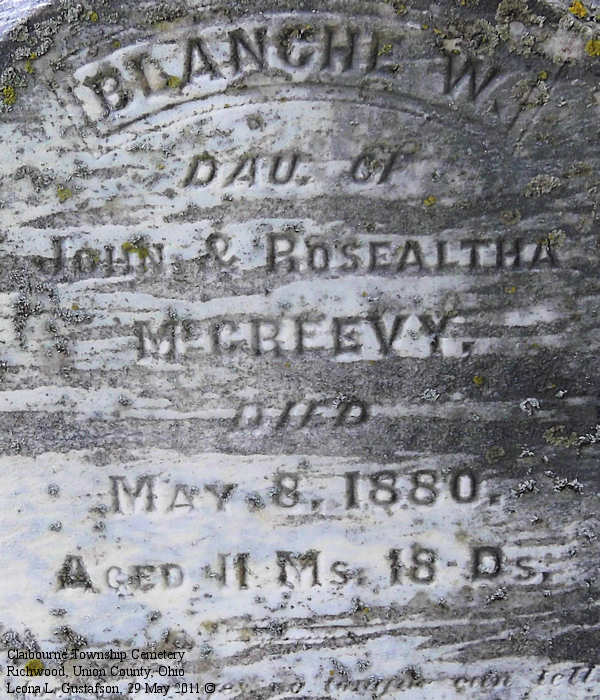 BLANCHE W.
DAU. OF
JOHN & ROSEALTHA
McGREEVY,
DIED
MAY 8, 1880.
AGED 11 Ms. 18 Ds.
Claibourne Township Cemetery
Richwood, Union County, Ohio
Leona L. Gustafson, 29 May 2011 ©